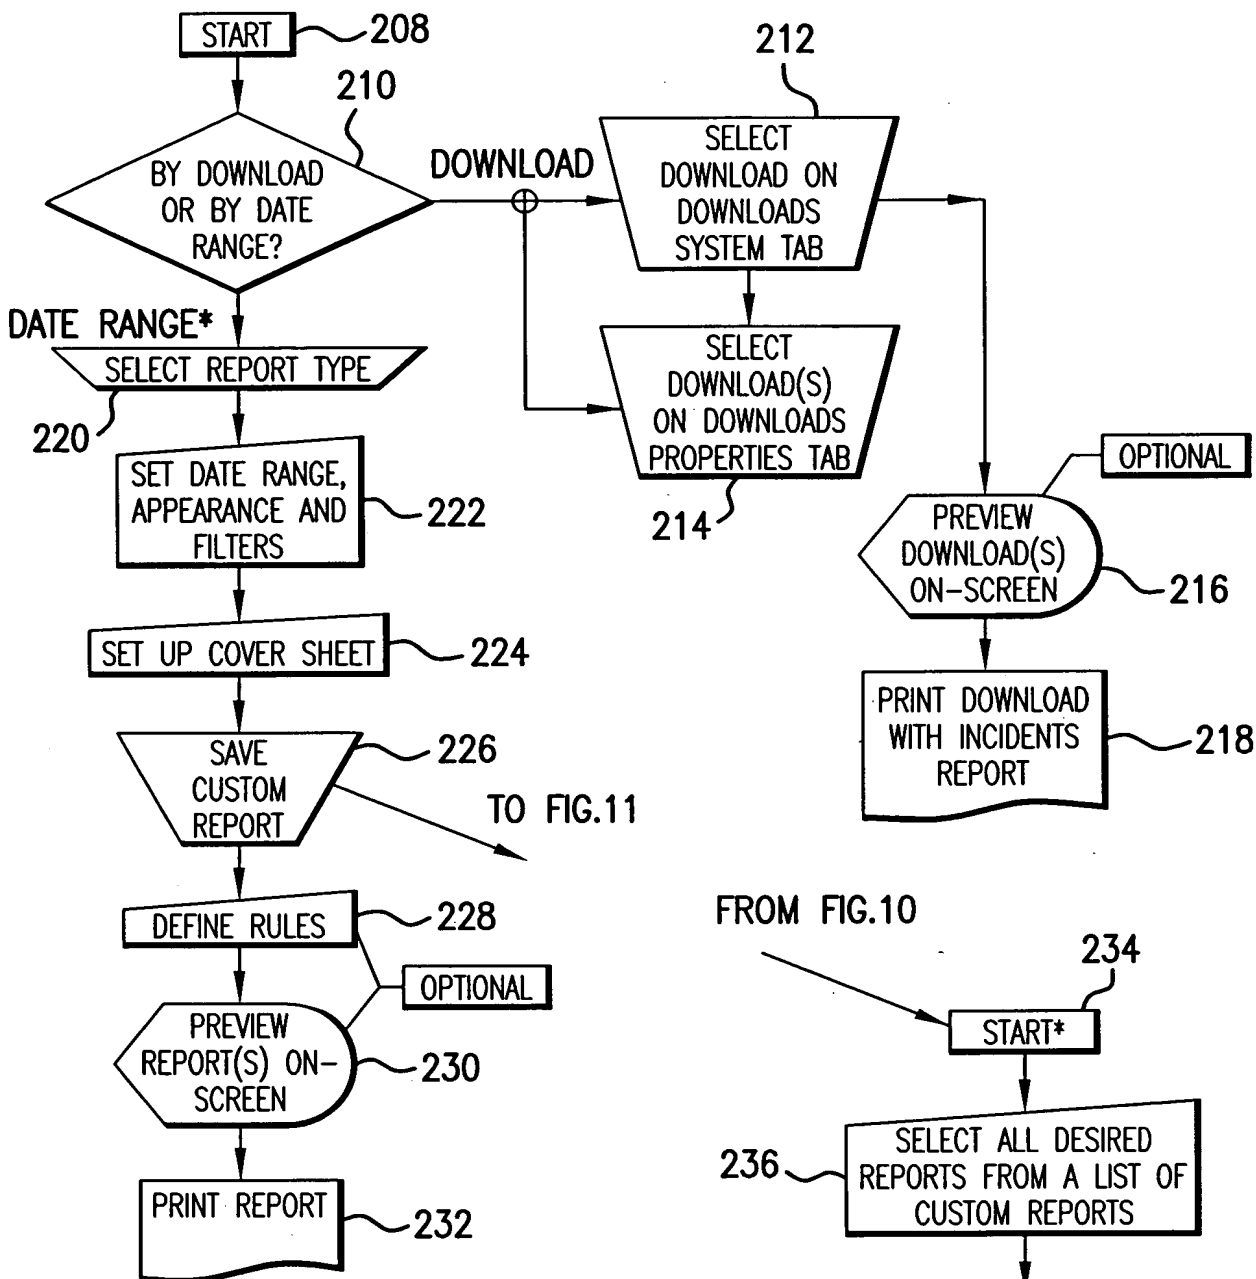 START
208
210
BY DOWNLOAD
OR BY DATE
RANGE?
DOWNLOAD
212
SELECT
DOWNLOAD ON
DOWNLOADS
SYSTEM TAB
DATE RANGE*
SELECT REPORT TYPE
220
SELECT
DOWNLOAD(S)
ON DOWNLOADS
PROPERTIES TAB
214
OPTIONAL
SET DATE RANGE,
APPEARANCE AND
FILTERS
222
PREVIEW
DOWNLOAD(S)
ON-SCREEN
216
SET UP COVER SHEET
224
PRINT DOWNLOAD
WITH INCIDENTS
REPORT
218
SAVE
CUSTOM
REPORT
226
TO FIG.11
DEFINE RULES
228
OPTIONAL
PREVIEW
REPORT(S) ON-
SCREEN
230
PRINT REPORT
232
FROM FIG.10
234
START*
236
SELECT ALL DESIRED
REPORTS FROM A LIST OF
CUSTOM REPORTS